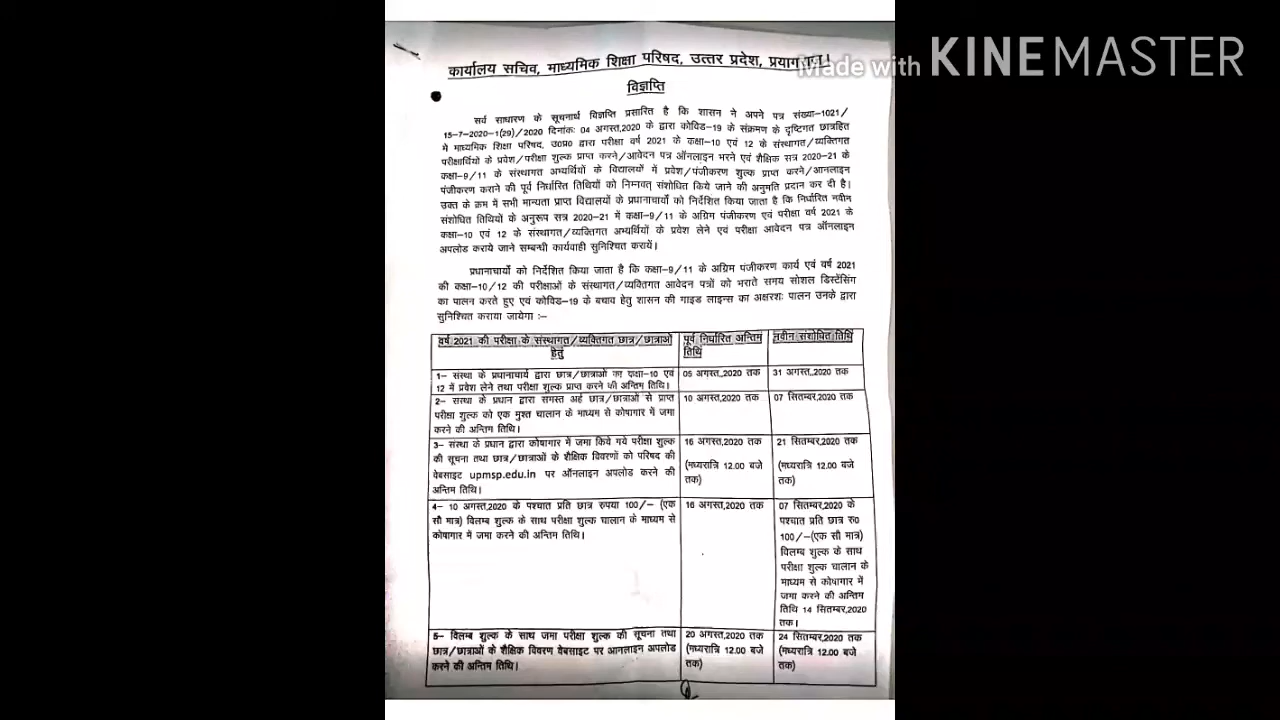 कार्यालय सचिव, माध्यमिक शिक्षा परिषद, उत्तर प्रदेश,
Made with KINEMASTER
विज्ञप्ति
सर्व साधारण के सूचनार्थ विज्ञप्ति प्रसारित है कि शासन ने अपने पत्र संख्या-1021/
15-7-2020-1(29)/2020 दिनांकः 04 अगस्त,2020 के द्वारा कोविड-19 के संक्रमण के दृष्टिगत छात्रहित
में माध्यमिक शिक्षा परिषद, उ०प्र० द्वारा परीक्षा वर्ष 2021 के कक्षा-10 एवं 12 के संस्थागत/व्यक्तिगत
परीक्षार्थियों के प्रवेश/परीक्षा शुल्क प्राप्त करने/आवेदन पत्र ऑनलाइन भरने एवं शैक्षिक सत्र 2020-21 के
कक्षा-9/11 के संस्थागत अभ्यर्थियों के विद्यालयों में प्रवेश/पंजीकरण शुल्क प्राप्त करने/आनलाइन
पंजीकरण कराने की पूर्व निर्धारित तिथियों को निम्नवत् संशोधित किये जाने की अनुमति प्रदान कर दी है।
उक्त के क्रम में सभी मान्यता प्राप्त विद्यालयों के प्रधानाचार्यों को निर्देशित किया जाता है कि निर्धारित नवीन
संशोधित तिथियों के अनुरूप सत्र 2020-21 में कक्षा-9/11 के अग्रिम पंजीकरण एवं परीक्षा वर्ष 2021 के
कक्षा-10 एवं 12 के संस्थागत/व्यक्तिगत अभ्यर्थियों के प्रवेश लेने एवं परीक्षा आवेदन पत्र ऑनलाइन
अपलोड कराये जाने सम्बन्धी कार्यवाही सुनिश्चित करायें।
प्रधानाचार्यो को निर्देशित किया जाता है कि कक्षा-9/11 के अग्रिम पंजीकरण कार्य एवं वर्ष 2021
की कक्षा-10/12 की परीक्षाओं के संस्थागत/व्यक्तिगत आवेदन पत्रों को भराते समय सोशल डिस्टेंसिंग
का पालन करते हुए एवं कोविड-19 के बचाव हेतु शासन की गाइड लाइन्स का अक्षरशः पालन उनके द्वारा
सुनिश्चित कराया जायेगा :-
वर्ष 2021 की परीक्षा के संस्थागत/व्यक्तिगत छात्र/छात्राओं
हेतु
पूर्व निर्धारित अन्तिम
तिथि
नवीन संशोधित तिथि
1- संस्था के प्रधानाचार्य द्वारा छात्र/छात्राओं का कक्षा-10 एवं
12 में प्रवेश लेने तथा परीक्षा शुल्क प्राप्त करने की अन्तिम तिथि।
05 अगस्त,,2020 तक
31 अगस्त,,2020 तक
2- संस्था के प्रधान द्वारा समस्त अर्ह छात्र/छात्राओं से प्राप्त
परीक्षा शुल्क को एक मुश्त चालान के माध्यम से कोषागार में जमा
करने की अन्तिम तिथि।
10 अगस्त,2020 तक
07 सितम्बर,2020 तक
3- संस्था के प्रधान द्वारा कोषागार में जमा किये गये परीक्षा शुल्क
की सूचना तथा छात्र/छात्राओं के शैक्षिक विवरणों को परिषद की
वेबसाइट upmsp.edu.in पर ऑनलाइन अपलोड करने की
अन्तिम तिथि।
16 अगस्त,2020 तक
(मध्यरात्रि 12.00 बजे
तक)
21 सितम्बर,2020 तक
(मध्यरात्रि 12.00 बजे
तक)
4- 10 अगस्त,2020 के पश्चात प्रति छात्र रुपया 100/- (एक
सौ मात्र) विलम्ब शुल्क के साथ परीक्षा शुल्क चालान के माध्यम से
कोषागार में जमा करने की अन्तिम तिथि।
16 अगस्त,2020 तक
07 सितम्बर,2020 के
पश्चात प्रति छात्र रु०
100/-(एक सौ मात्र)
विलम्ब शुल्क के साथ
परीक्षा शुल्क चालान के
माध्यम से कोषागार में
जमा करने की अन्तिम
तिथि 14 सितम्बर,2020
तक।
5- विलम्ब शुल्क के साथ जमा परीक्षा शुल्क की सूचना तथा
छात्र/छात्राओं के शैक्षिक विवरण वेबसाइट पर आनलाइन अपलोड
करने की अन्तिम तिथि।
20 अगस्त,2020 तक
(मध्यरात्रि 12.00 बजे
तक)
24 सितम्बर,2020 तक
(मध्यरात्रि 12.00 बजे
तक)